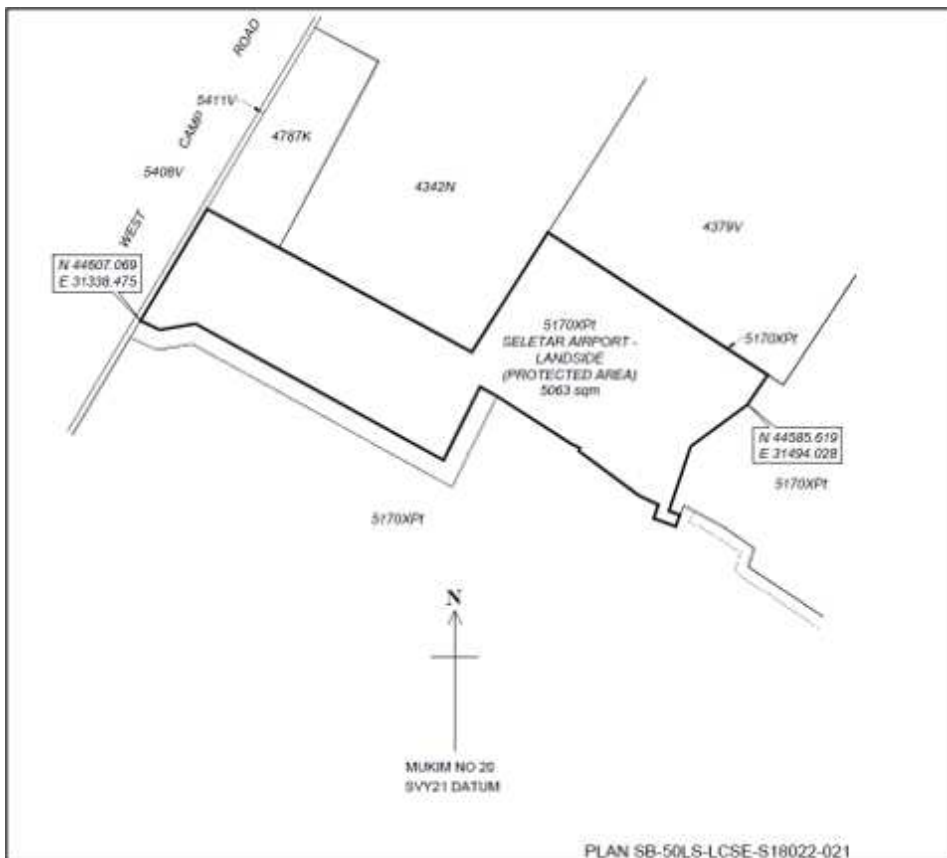 ROAD
5411V
CAMP
4787K
5408V
4342N
WEST
4379V
N 44607.069
E 31338.475
5170XPt
SELETAR AIRPORT -
LANDSIDE
(PROTECTED AREA)
5063 sqm
5170XPt
N 44585.619
E 31494.028
5170XPt
5170XPt
N
MUKIM NO 20
SVY21 DATUM
PLAN SB-50LS-LCSE-S18022-021